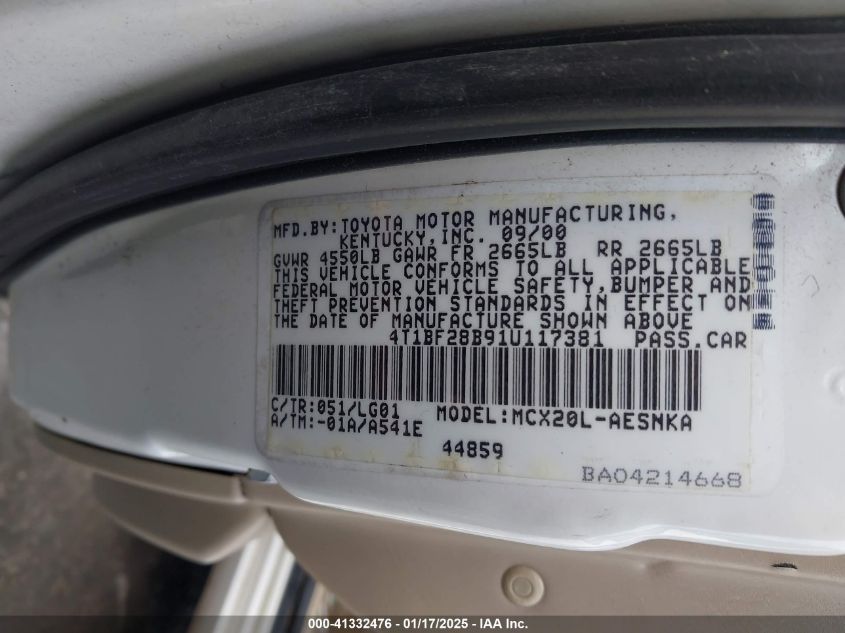 MFD.BY:TOYOTA MOTOR MANUFACTURING,
KENTUCKY,INC. 09/00
GVWR 4550LB GAWR FR 2665LB RR 2665LB
THIS VEHICLE CONFORMS TO ALL APPLICABLE
FEDERAL MOTOR VEHICLE SAFETY,BUMPER AND
THEFT PREVENTION STANDARDS IN EFFECT ON
THE DATE OF MANUFACTURE SHOWN ABOVE
4T1BF28B91U117381 PASS.CAR
C/TR:051/LG01 MODEL:MCX20L-AESNKA
A/TM:-01A/A541E
44859
BA04214668
000-41332476 - 01/17/2025 - IAA Inc.